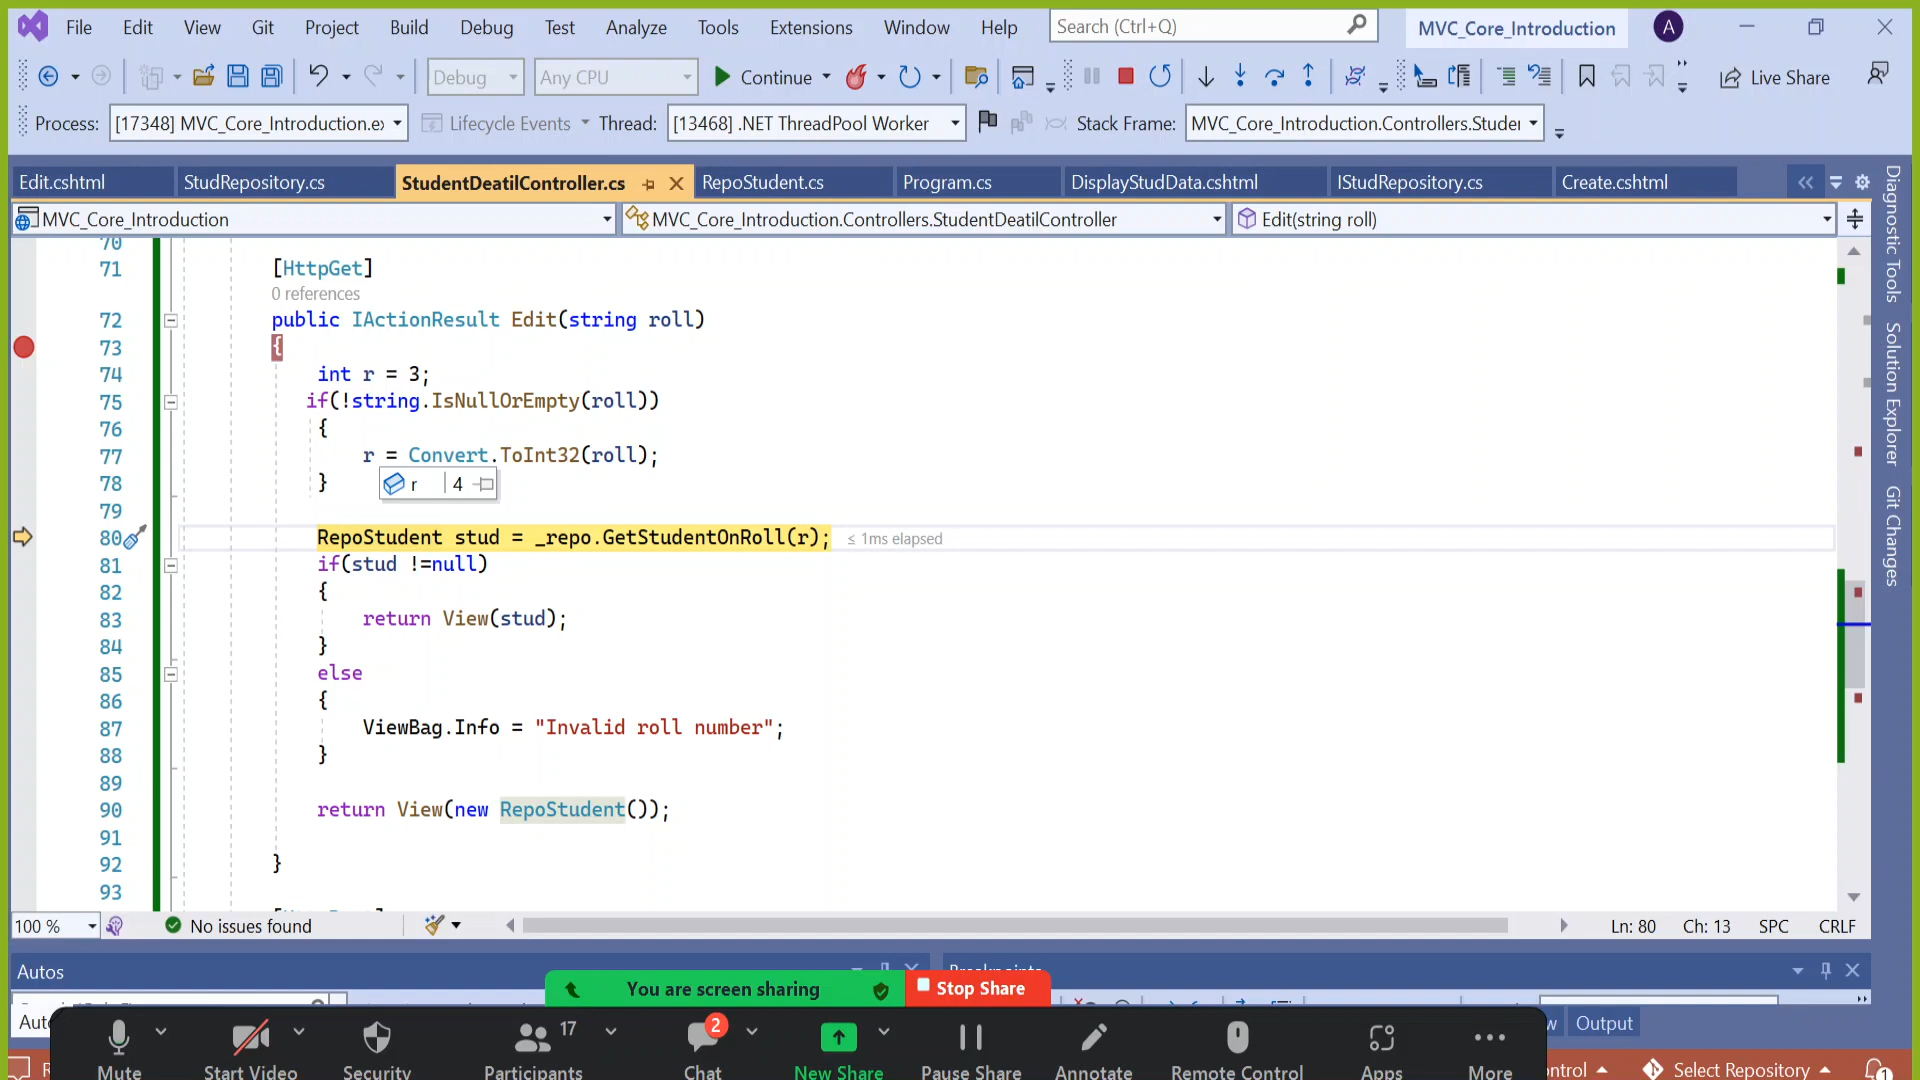 File Edit View Git Project Build Debug Test Analyze Tools Extensions Window Help Search (Ctrl+Q) MVC_Core_Introduction A
Debug Any CPU Continue Live Share
Process: [17348] MVC_Core_Introduction.ex Lifecycle Events Thread: [13468] .NET ThreadPool Worker Stack Frame: MVC_Core_Introduction.Controllers.Studer
Edit.cshtml StudRepository.cs StudentDeatilController.cs RepoStudent.cs Program.cs DisplayStudData.cshtml IStudRepository.cs Create.cshtml
MVC_Core_Introduction MVC_Core_Introduction.Controllers.StudentDeatilController Edit(string roll)
70
71 [HttpGet]
0 references
72 public IActionResult Edit(string roll)
73 {
74 int r = 3;
75 if(!string.IsNullOrEmpty(roll))
76 {
77 r = Convert.ToInt32(roll);
78 }
r 4
79
80 RepoStudent stud = _repo.GetStudentOnRoll(r); ≤ 1ms elapsed
81 if(stud !=null)
82 {
83 return View(stud);
84 }
85 else
86 {
87 ViewBag.Info = "Invalid roll number";
88 }
89
90 return View(new RepoStudent());
91
92 }
93
Diagnostic Tools
Solution Explorer
Git Changes
100 % No issues found Ln: 80 Ch: 13 SPC CRLF
Autos Breakpoints
You are screen sharing Stop Share
Output
17 2
Mute Start Video Security Participants Chat New Share Pause Share Annotate Remote Control Apps More
Select Repository 1